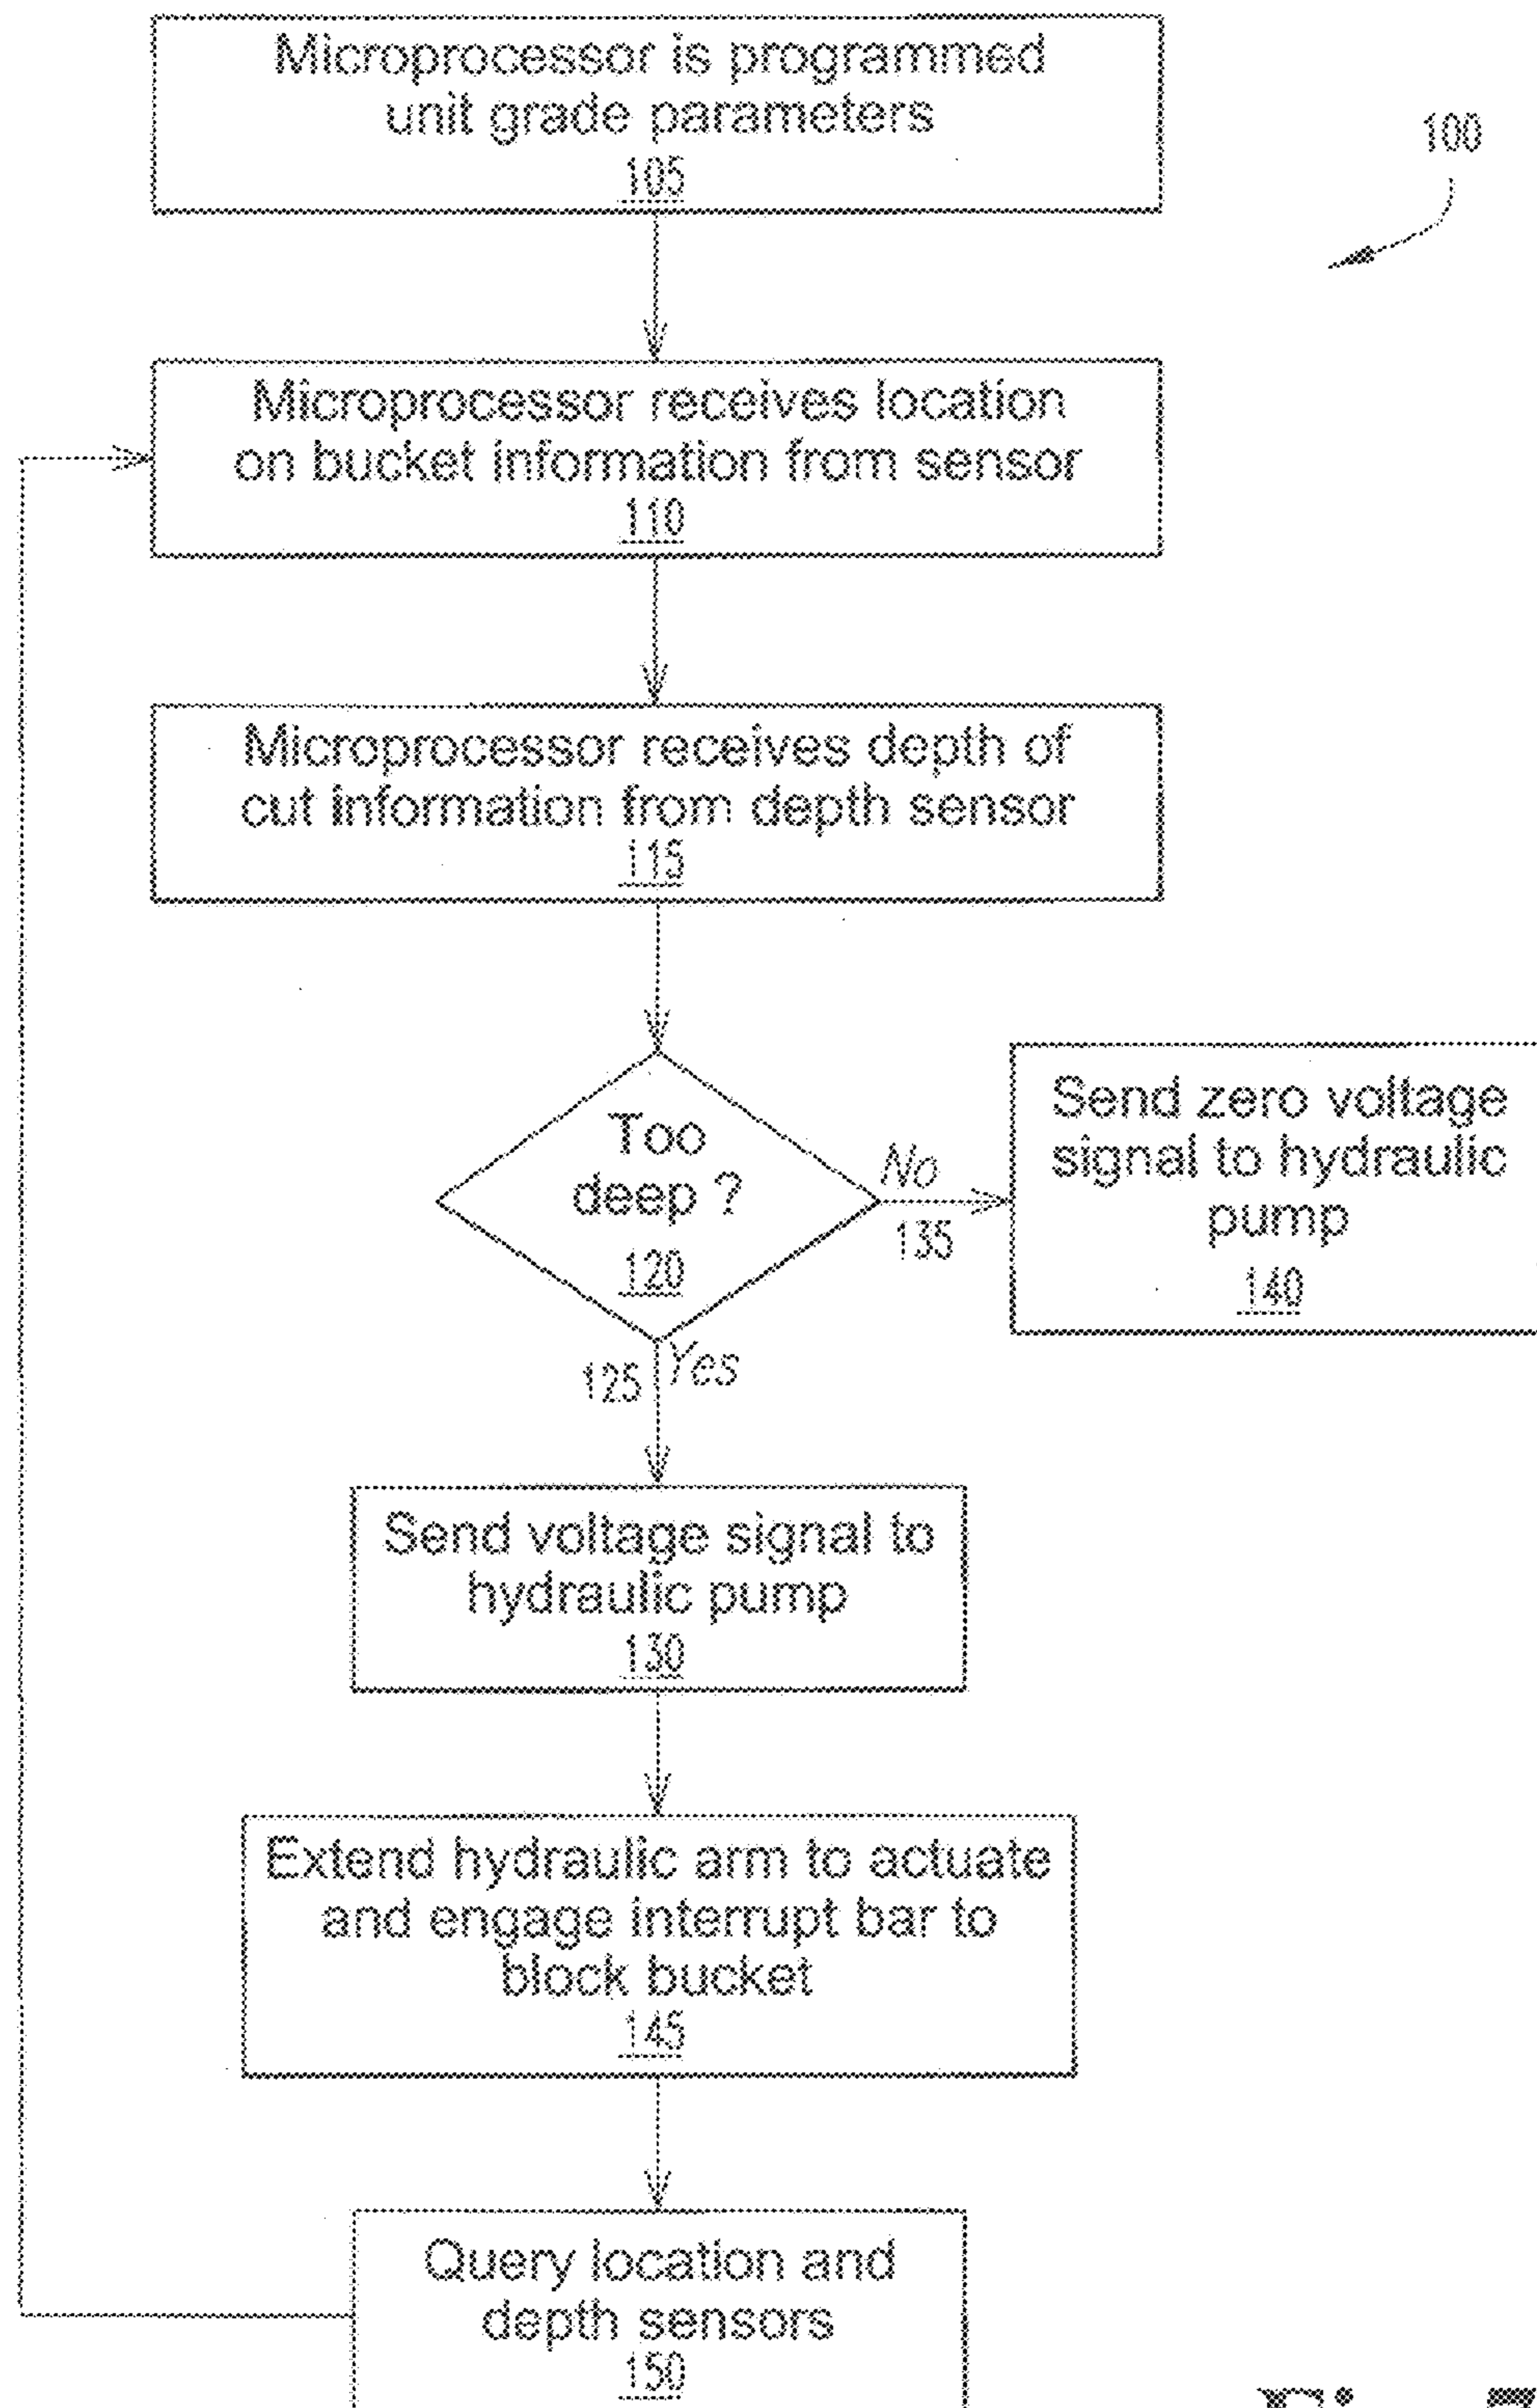 Microprocessor is programmed
unit grade parameters
105
100
Microprocessor receives location
on bucket information from sensor
110
Microprocessor receives depth of
cut information from depth sensor
115
Too
deep ?
120
No
135
Send zero voltage
signal to hydraulic
pump
140
125
Yes
Send voltage signal to
hydraulic pump
130
Extend hydraulic arm to actuate
and engage interrupt bar to
block bucket
145
Query location and
depth sensors
150